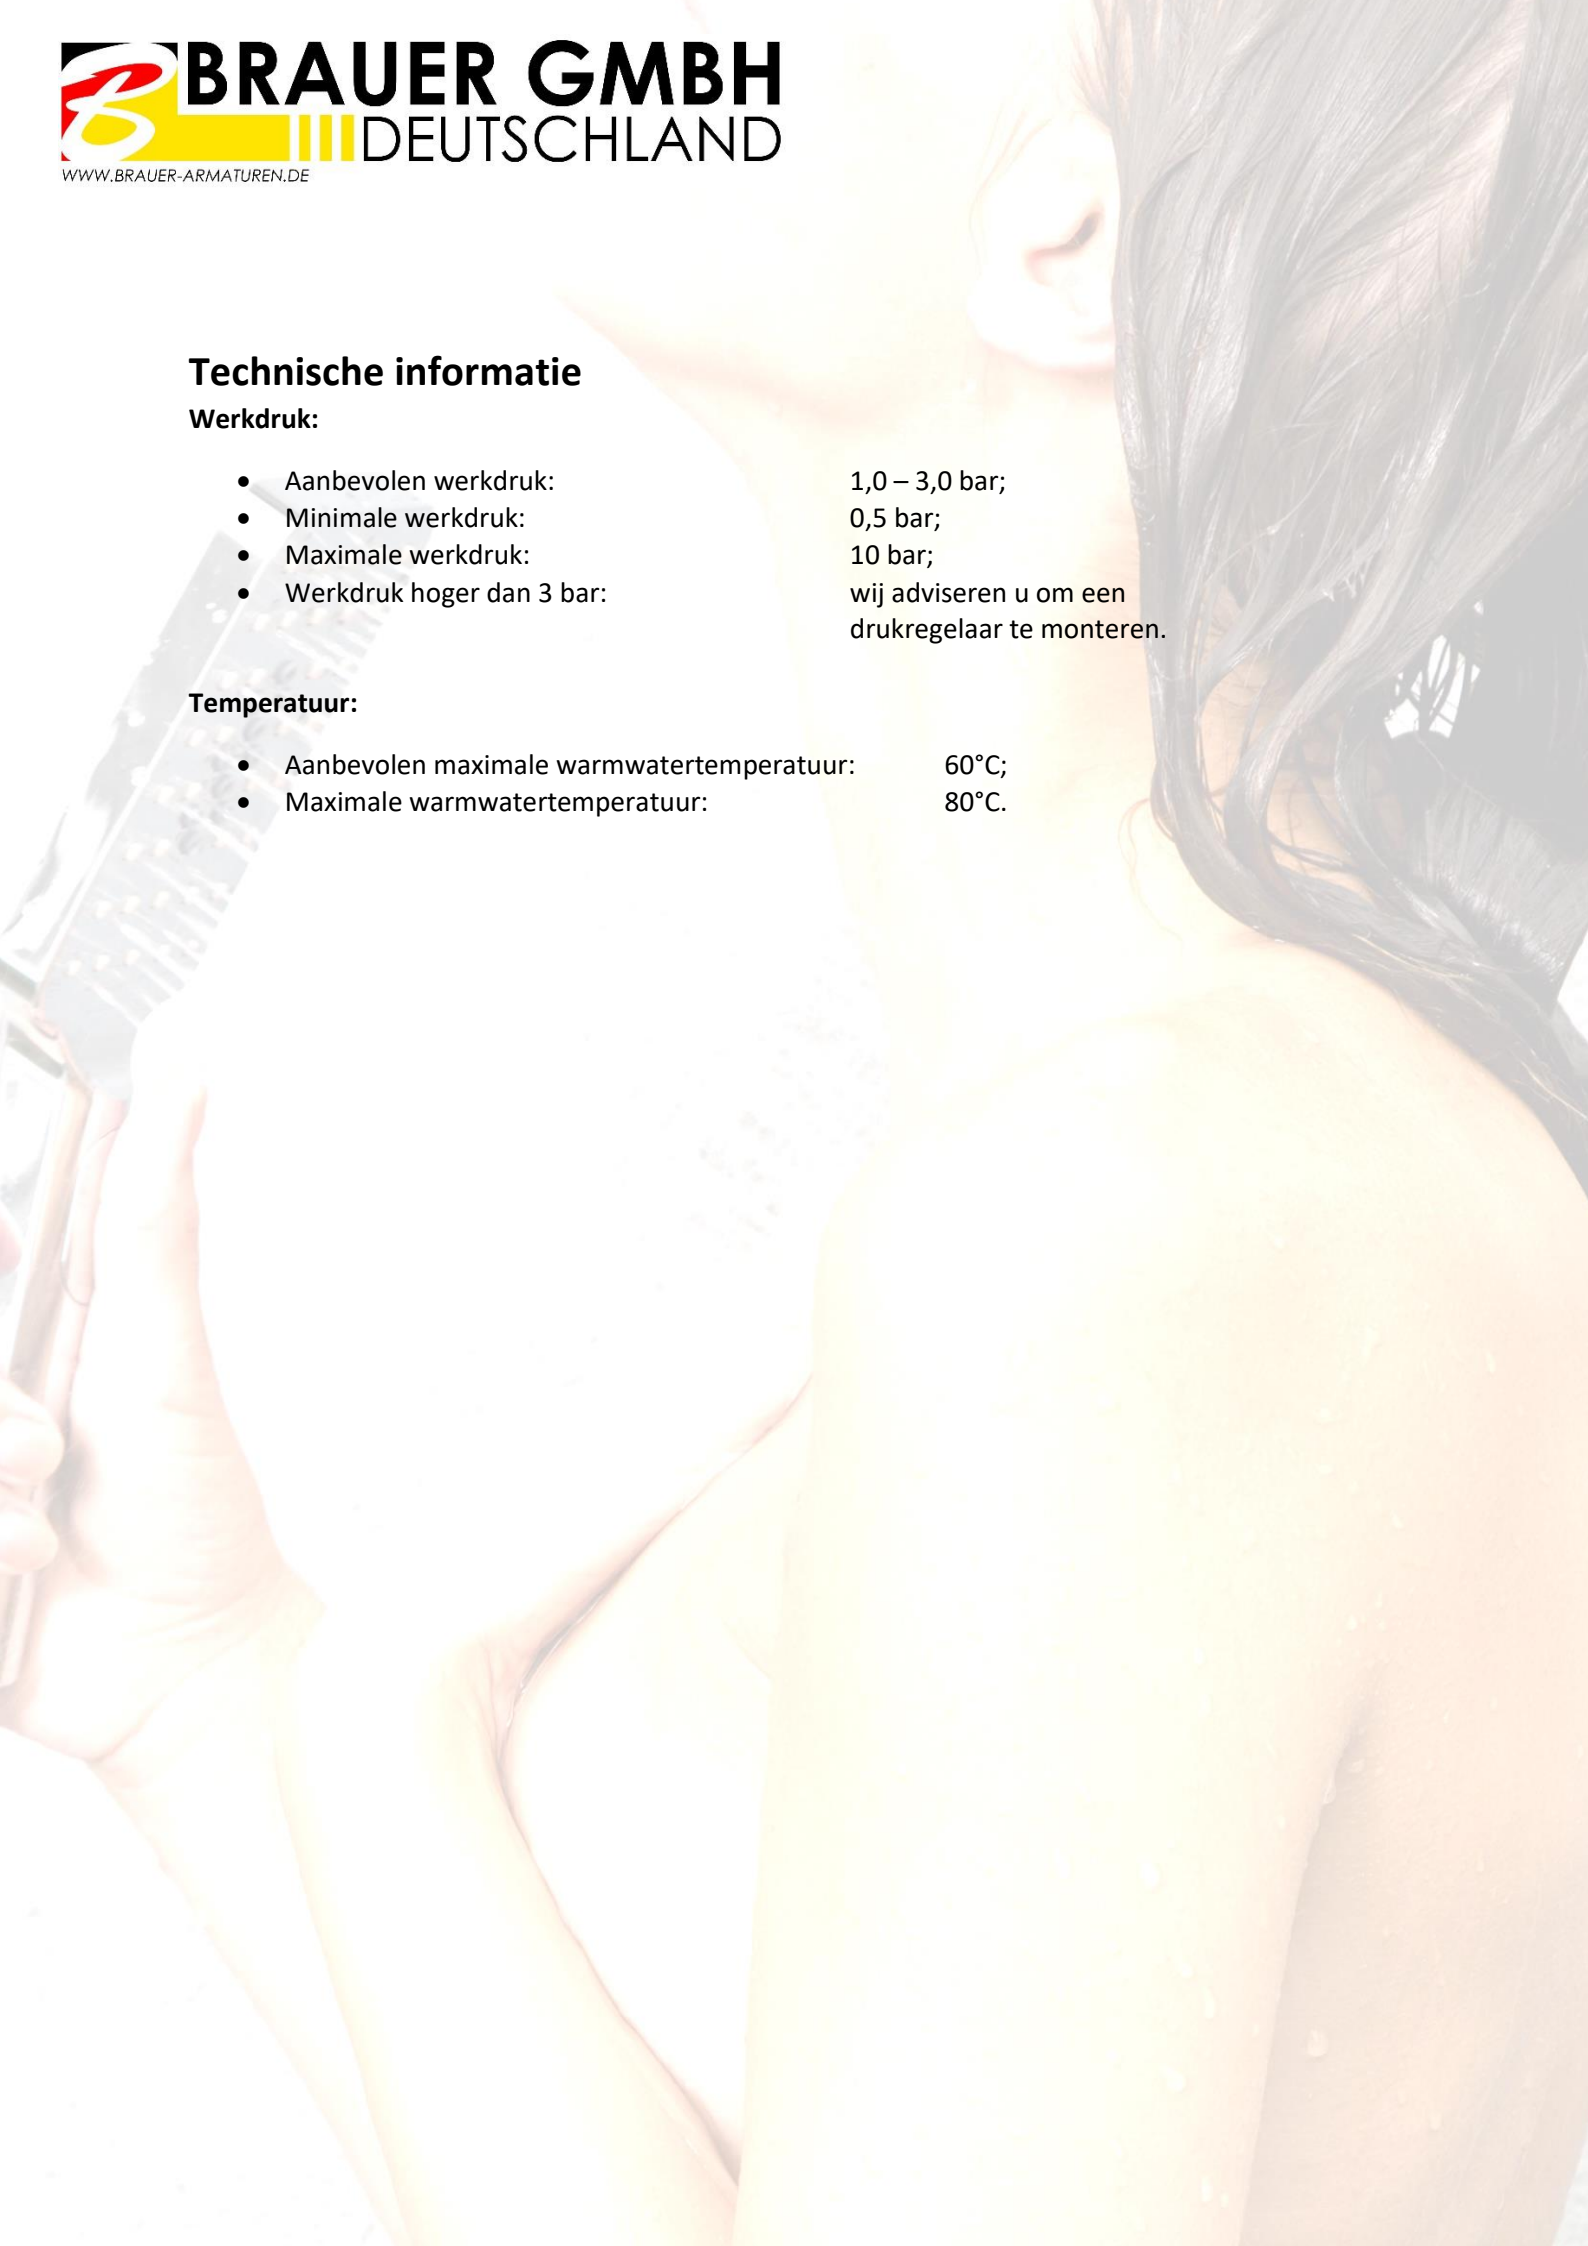 BRAUER GMBH
DEUTSCHLAND
WWW.BRAUER-ARMATUREN.DE
Technische informatie
Werkdruk:
• Aanbevolen werkdruk: 1,0 – 3,0 bar;
• Minimale werkdruk: 0,5 bar;
• Maximale werkdruk: 10 bar;
• Werkdruk hoger dan 3 bar: wij adviseren u om een
drukregelaar te monteren.
Temperatuur:
• Aanbevolen maximale warmwatertemperatuur: 60°C;
• Maximale warmwatertemperatuur: 80°C.